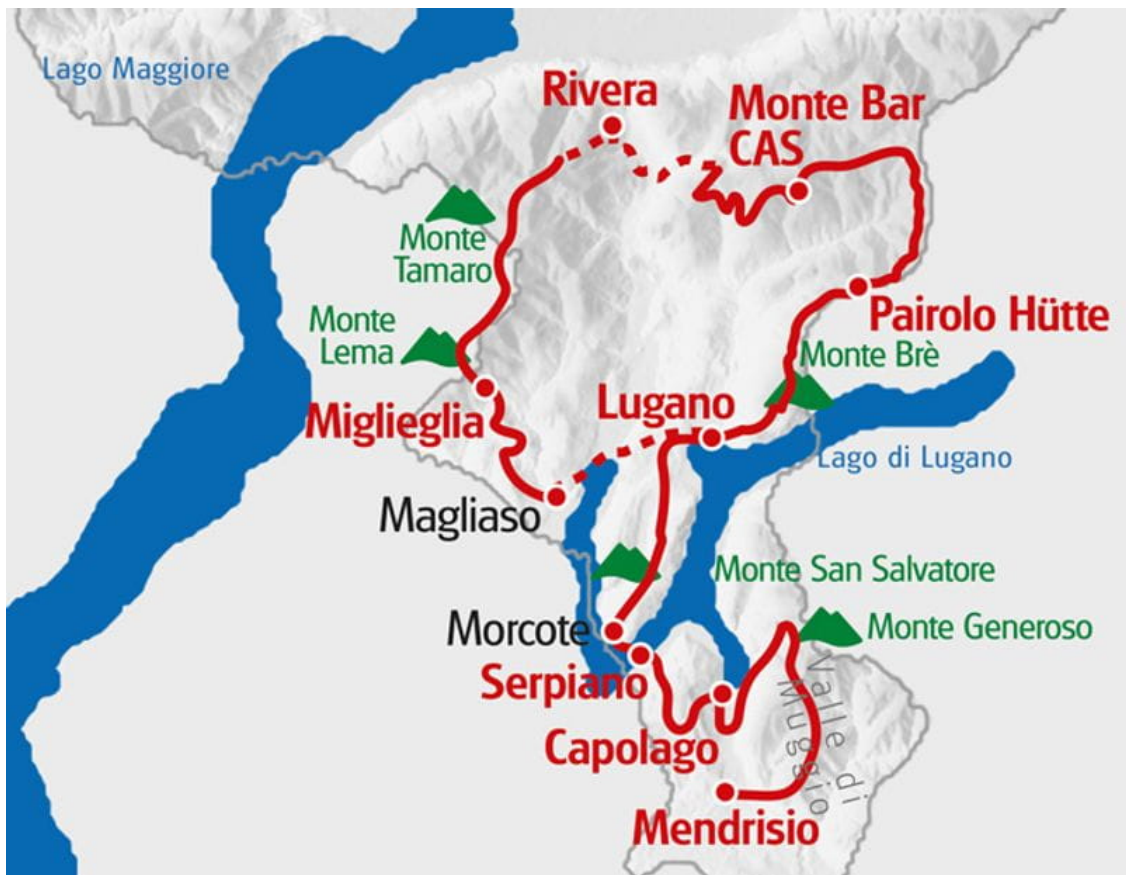 Lago Maggiore
Rivera
Monte Bar
CAS
Monte
Tamaro
Pairolo Hütte
Monte
Lema
Monte Brè
Miglieglia
Lugano
Lago di Lugano
Magliaso
Monte San Salvatore
Morcote
Monte Generoso
Serpiano
Valle di
Muggio
Capolago
Mendrisio